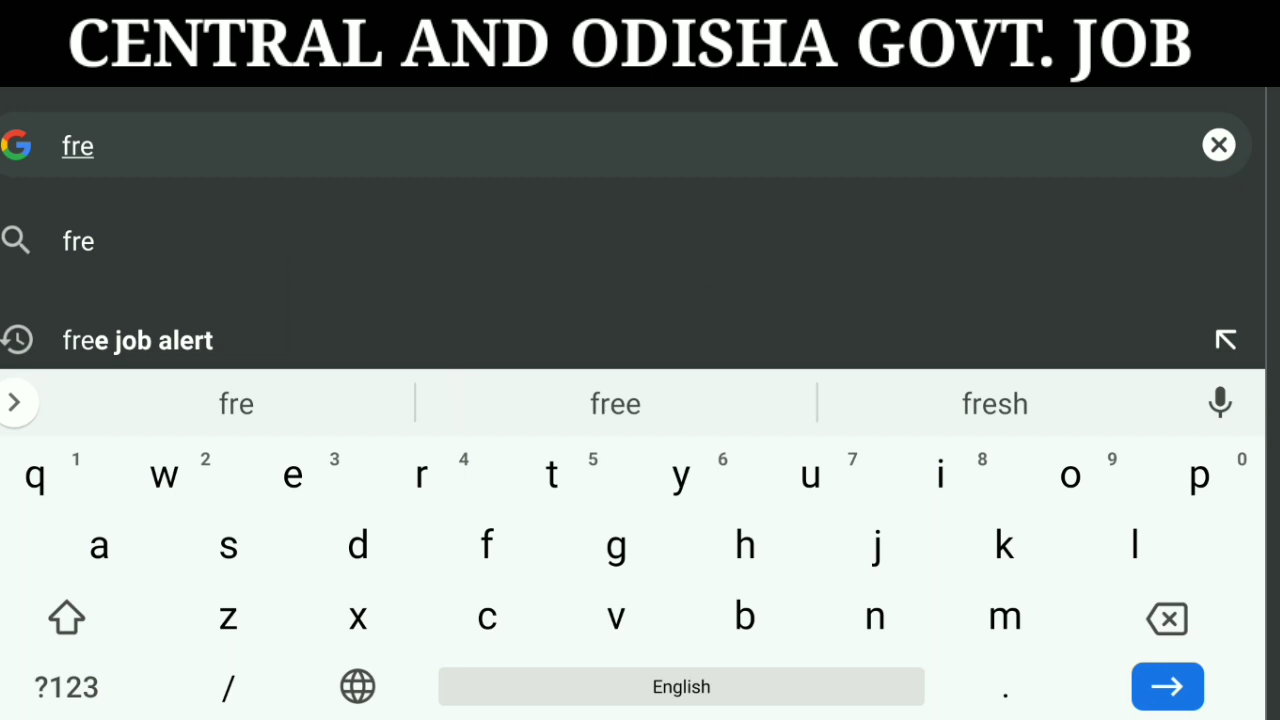 CENTRAL AND ODISHA GOVT. JOB
fre
fre
free job alert
fre free fresh
q 1 w 2 e 3 r 4 t 5 y 6 u 7 i 8 o 9 p 0
a s d f g h j k l
z x c v b n m
?123 / English .